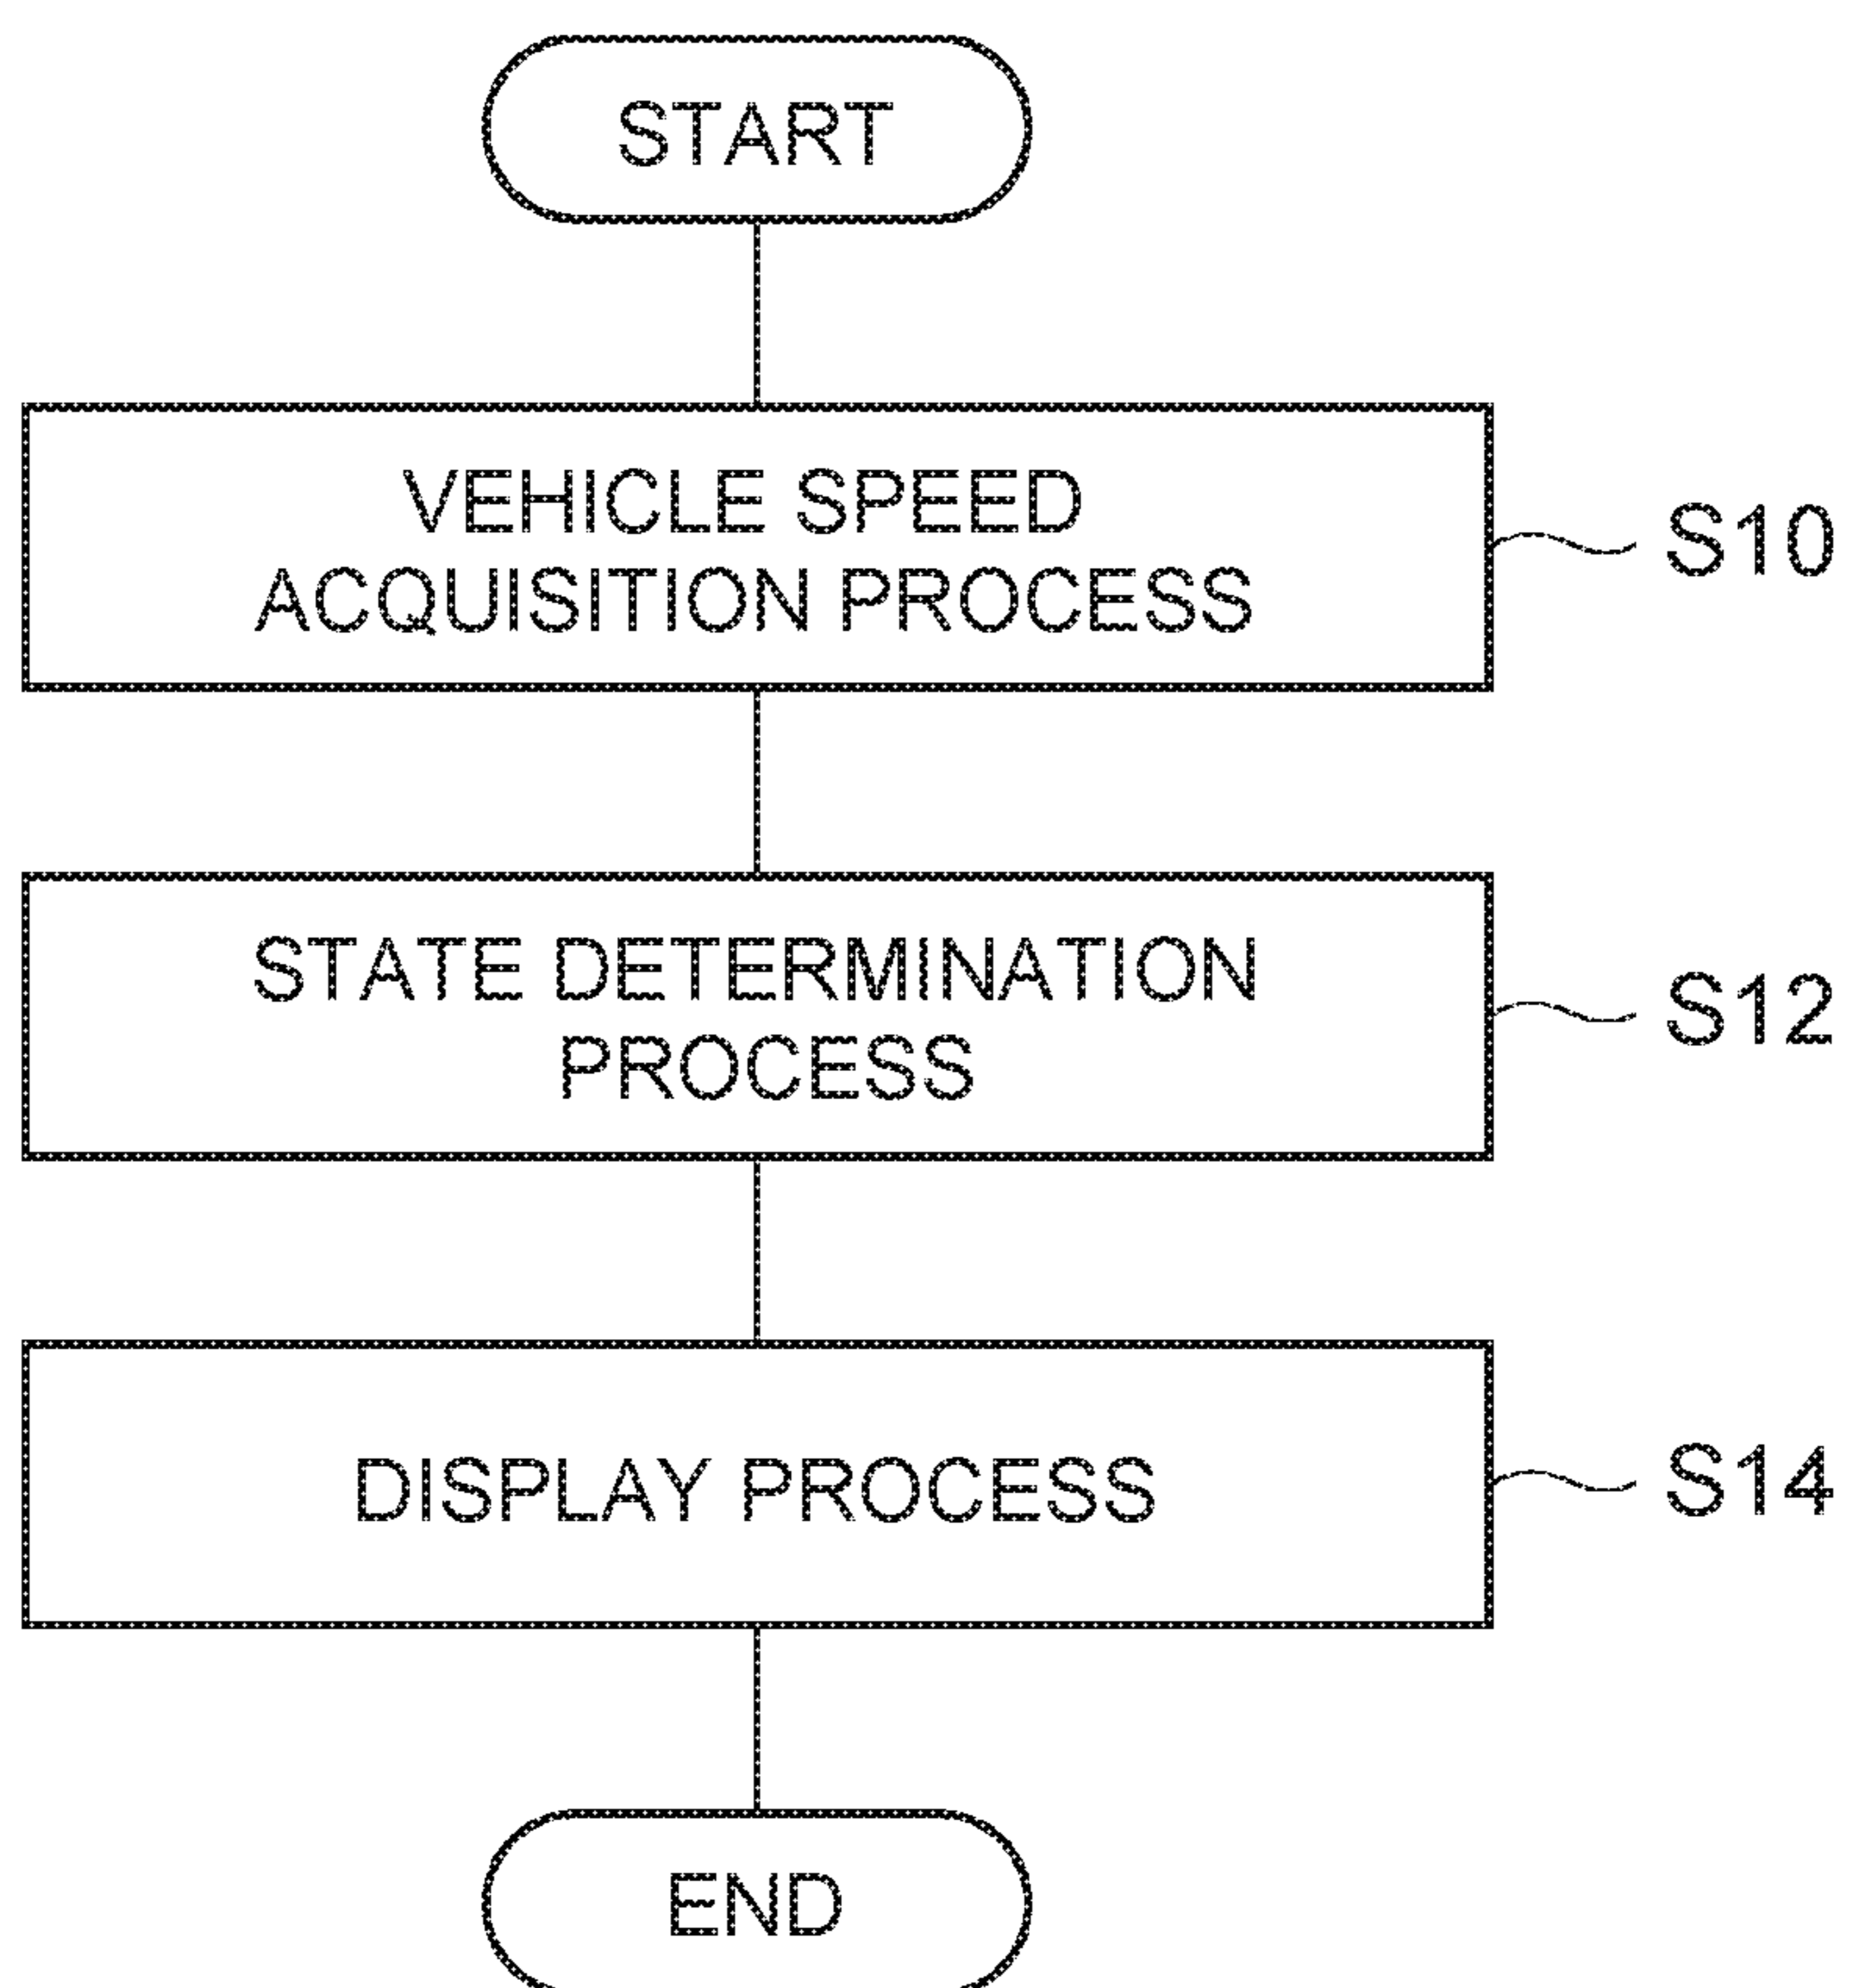 START
VEHICLE SPEED
ACQUISITION PROCESS
S10
STATE DETERMINATION
PROCESS
S12
DISPLAY PROCESS
S14
END